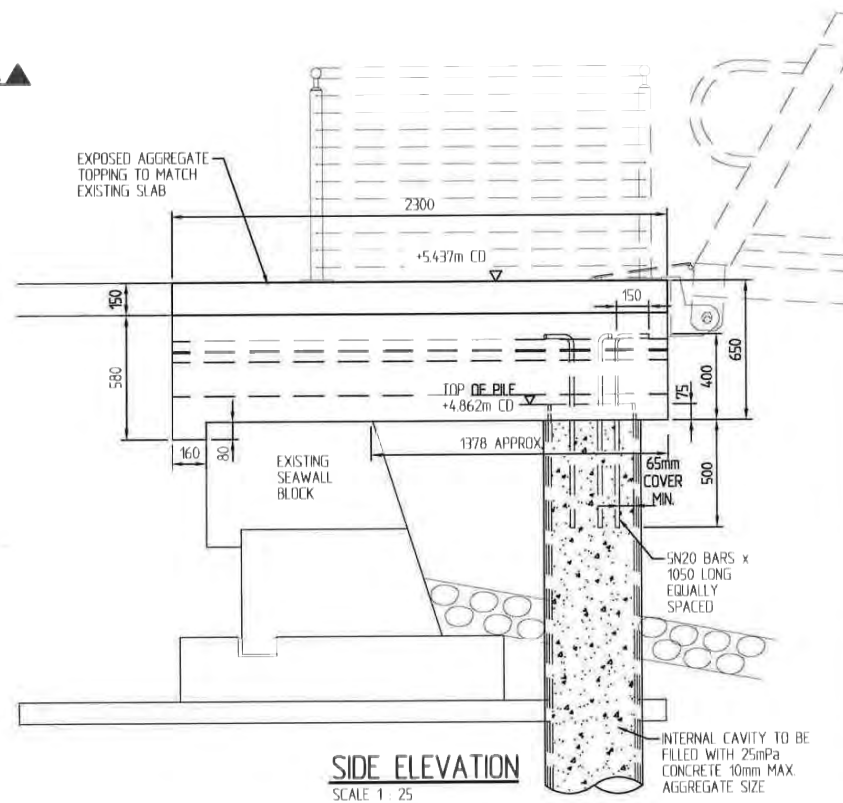 EXPOSED AGGREGATE
TOPPING TO MATCH
EXISTING SLAB
2300
+5.437m CD
150
150
580
650
400
TOP OF PILE
+4.862m CD
75
1378 APPROX.
160
80
EXISTING
SEAWALL
BLOCK
65mm
COVER
MIN.
500
5N20 BARS x
1050 LONG
EQUALLY
SPACED
INTERNAL CAVITY TO BE
FILLED WITH 25mPa
CONCRETE 10mm MAX.
AGGREGATE SIZE
SIDE ELEVATION
SCALE 1 : 25